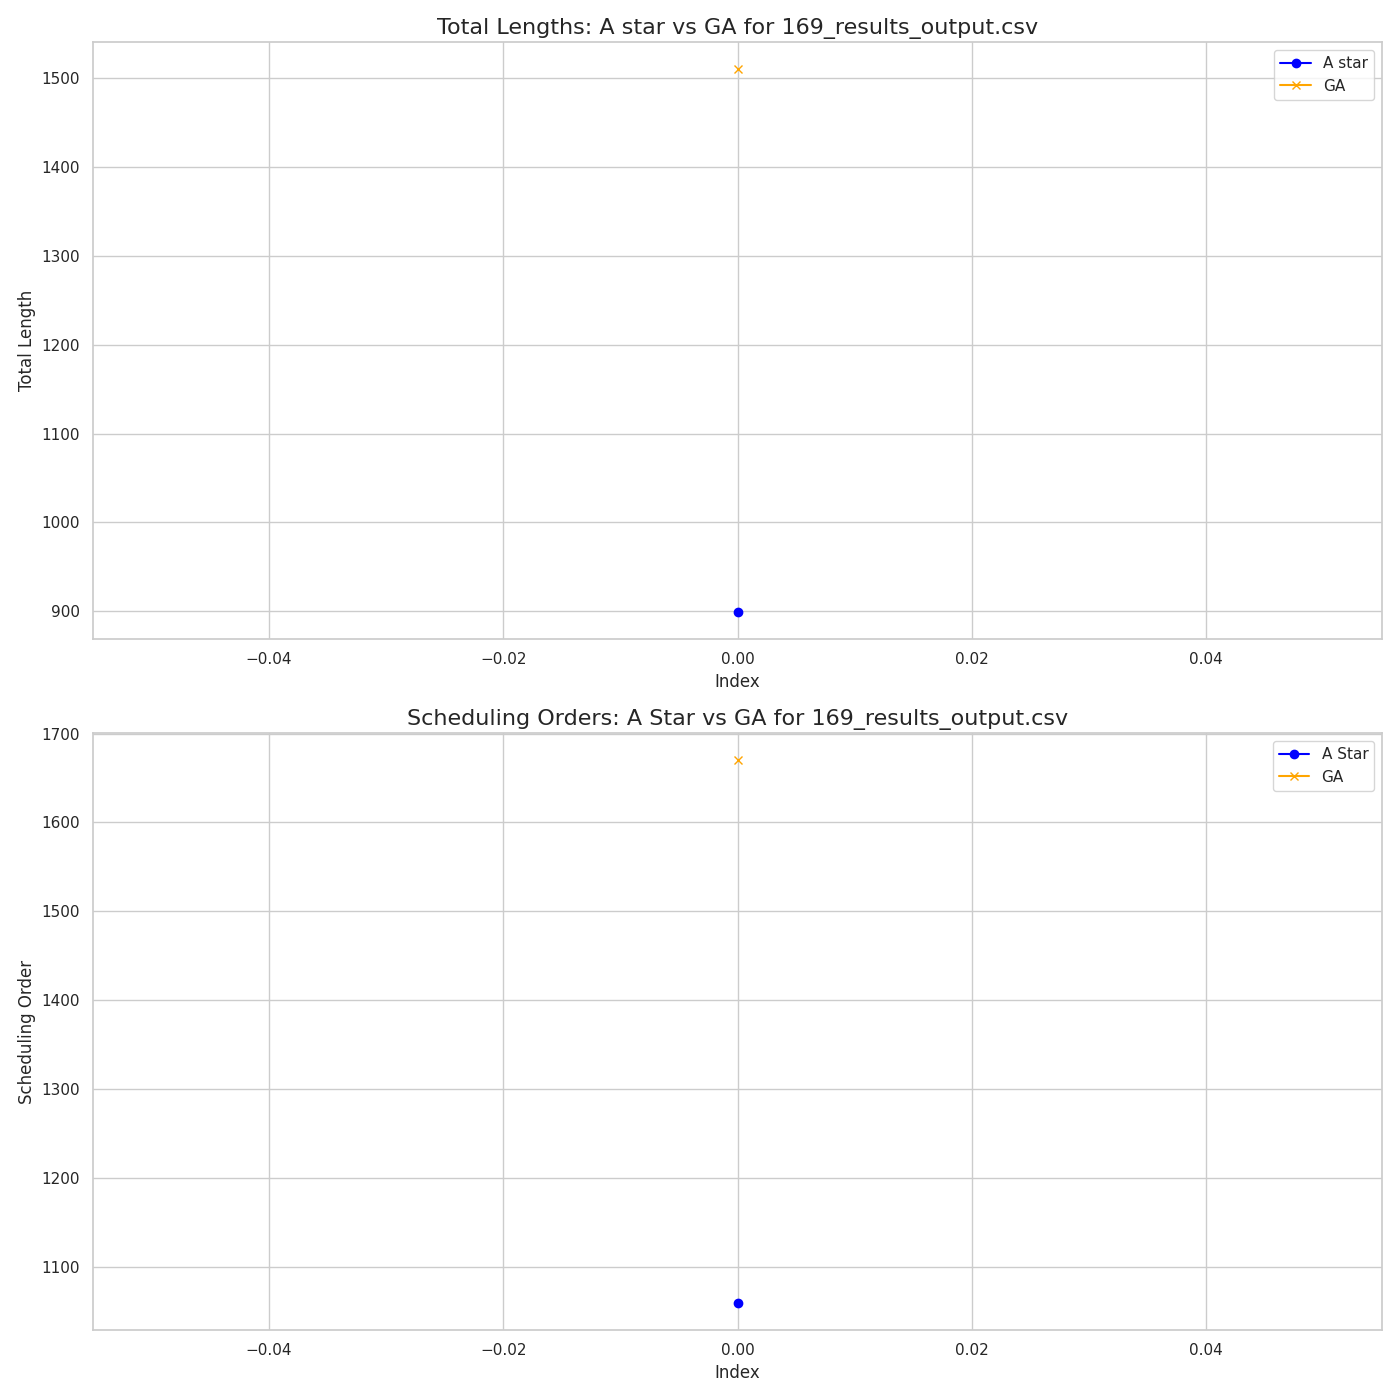 Total Lengths: A star vs GA for 169_results_output.csv
A star
GA
1500
1400
1300
1200
1100
1000
900
Total Length
−0.04 −0.02 0.00 0.02 0.04
Index
Scheduling Orders: A Star vs GA for 169_results_output.csv
A Star
GA
1700
1600
1500
1400
1300
1200
1100
Scheduling Order
−0.04 −0.02 0.00 0.02 0.04
Index